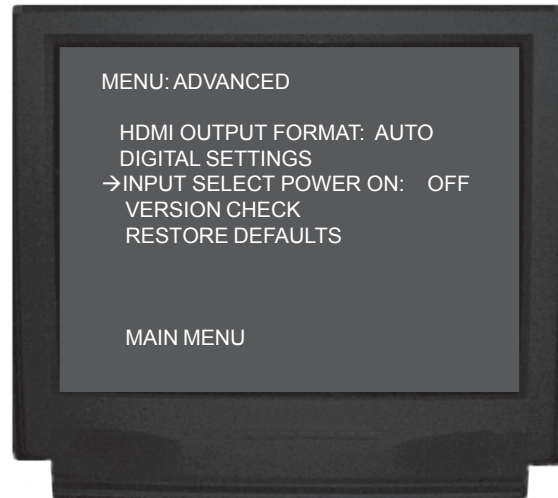 MENU: ADVANCED
HDMI OUTPUT FORMAT: AUTO
DIGITAL SETTINGS
→INPUT SELECT POWER ON: OFF
VERSION CHECK
RESTORE DEFAULTS
MAIN MENU